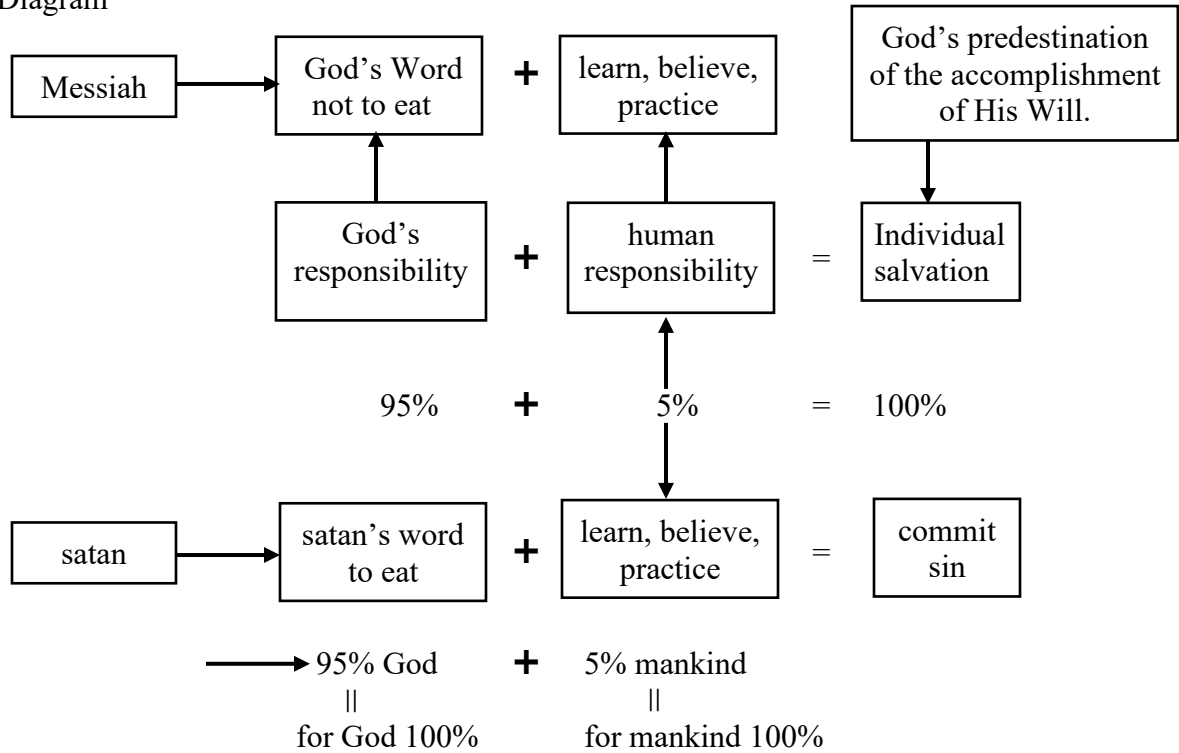 Diagram
Messiah
God’s Word
not to eat
+
learn, believe,
practice
God’s predestination
of the accomplishment
of His Will.
God’s
responsibility
+
human
responsibility
=
Individual
salvation
95% + 5% = 100%
satan
satan’s word
to eat
+
learn, believe,
practice
=
commit
sin
95% God + 5% mankind
= =
for God 100% for mankind 100%